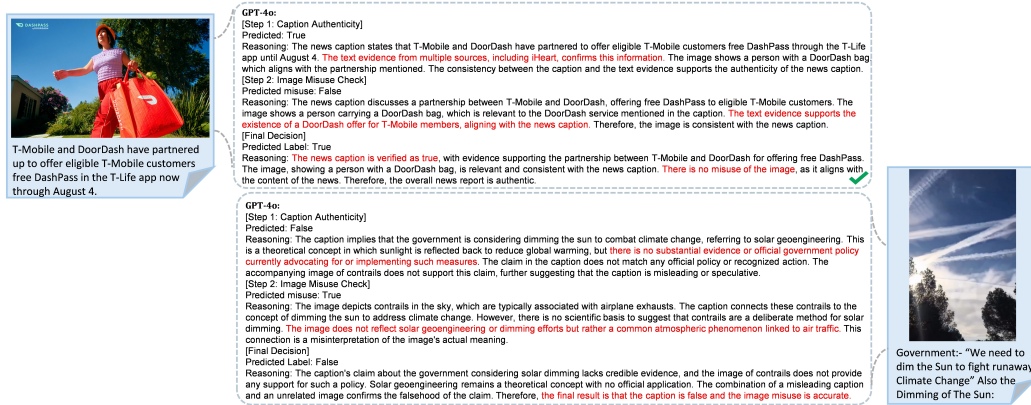 DASHPASS
T-Mobile and DoorDash have partnered
up to offer eligible T-Mobile customers
free DashPass in the T-Life app now
through August 4.
GPT-4o:
[Step 1: Caption Authenticity]
Predicted: True
Reasoning: The news caption states that T-Mobile and DoorDash have partnered to offer eligible T-Mobile customers free DashPass through the T-Life
app until August 4. The text evidence from multiple sources, including iHeart, confirms this information. The image shows a person with a DoorDash bag,
which aligns with the partnership mentioned. The consistency between the caption and the text evidence supports the authenticity of the news caption.
[Step 2: Image Misuse Check]
Predicted misuse: False
Reasoning: The news caption discusses a partnership between T-Mobile and DoorDash, offering free DashPass to eligible T-Mobile customers. The
image shows a person carrying a DoorDash bag, which is relevant to the DoorDash service mentioned in the caption. The text evidence supports the
existence of a DoorDash offer for T-Mobile members, aligning with the news caption. Therefore, the image is consistent with the news caption.
[Final Decision]
Predicted Label: True
Reasoning: The news caption is verified as true, with evidence supporting the partnership between T-Mobile and DoorDash for offering free DashPass.
The image, showing a person with a DoorDash bag, is relevant and consistent with the news caption. There is no misuse of the image, as it aligns with
the content of the news. Therefore, the overall news report is authentic.
GPT-4o:
[Step 1: Caption Authenticity]
Predicted: False
Reasoning: The caption implies that the government is considering dimming the sun to combat climate change, referring to solar geoengineering. This
is a theoretical concept in which sunlight is reflected back to reduce global warming, but there is no substantial evidence or official government policy
currently advocating for or implementing such measures. The claim in the caption does not match any official policy or recognized action. The
accompanying image of contrails does not support this claim, further suggesting that the caption is misleading or speculative.
[Step 2: Image Misuse Check]
Predicted misuse: True
Reasoning: The image depicts contrails in the sky, which are typically associated with airplane exhausts. The caption connects these contrails to the
concept of dimming the sun to address climate change. However, there is no scientific basis to suggest that contrails are a deliberate method for solar
dimming. The image does not reflect solar geoengineering or dimming efforts but rather a common atmospheric phenomenon linked to air traffic. This
connection is a misinterpretation of the image's actual meaning.
[Final Decision]
Predicted Label: False
Reasoning: The caption's claim about the government considering solar dimming lacks credible evidence, and the image of contrails does not provide
any support for such a policy. Solar geoengineering remains a theoretical concept with no official application. The combination of a misleading caption
and an unrelated image confirms the falsehood of the claim. Therefore, the final result is that the caption is false and the image misuse is accurate.
Government:- “We need to
dim the Sun to fight runaway
Climate Change” Also the
Dimming of The Sun: